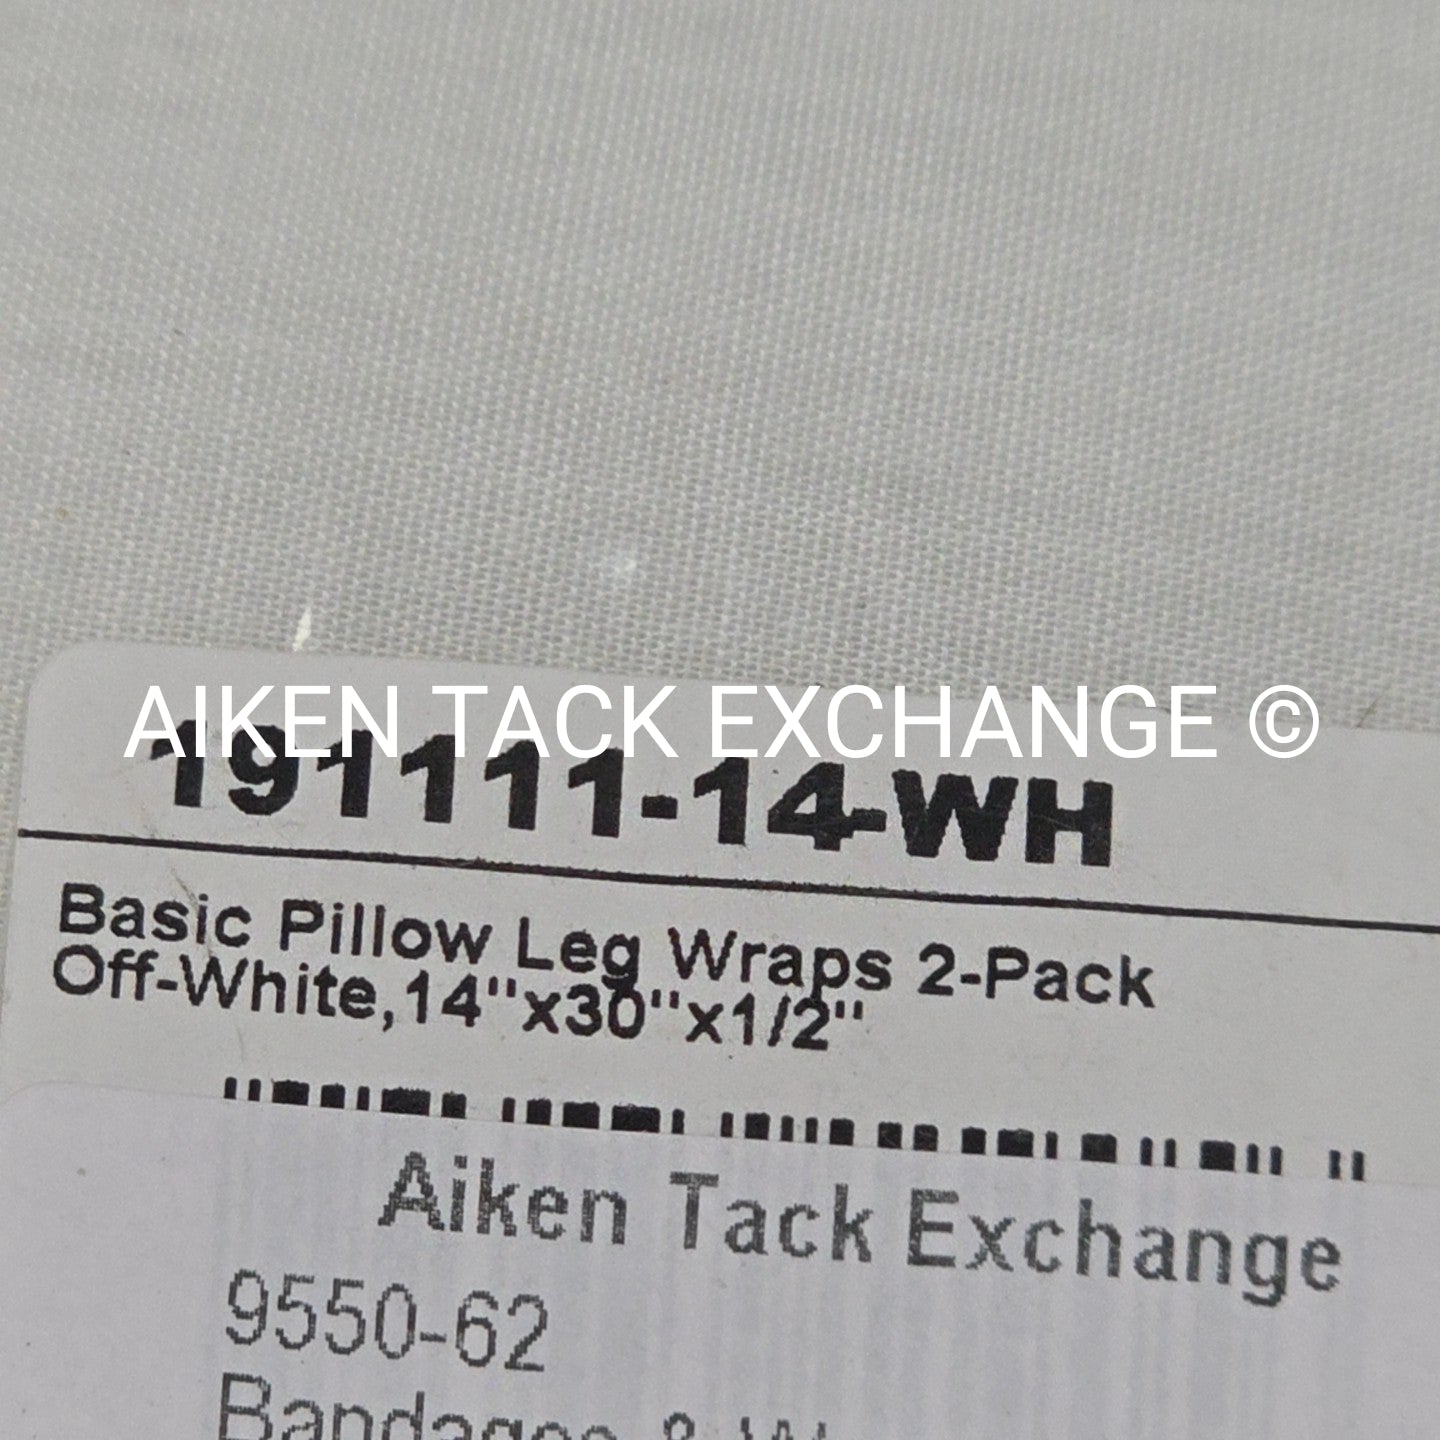 AIKEN TACK EXCHANGE ©
191111-14-WH
Basic Pillow Leg Wraps 2-Pack
Off-White,14"x30"x1/2"
Aiken Tack Exchange
9550-62
Bandages &